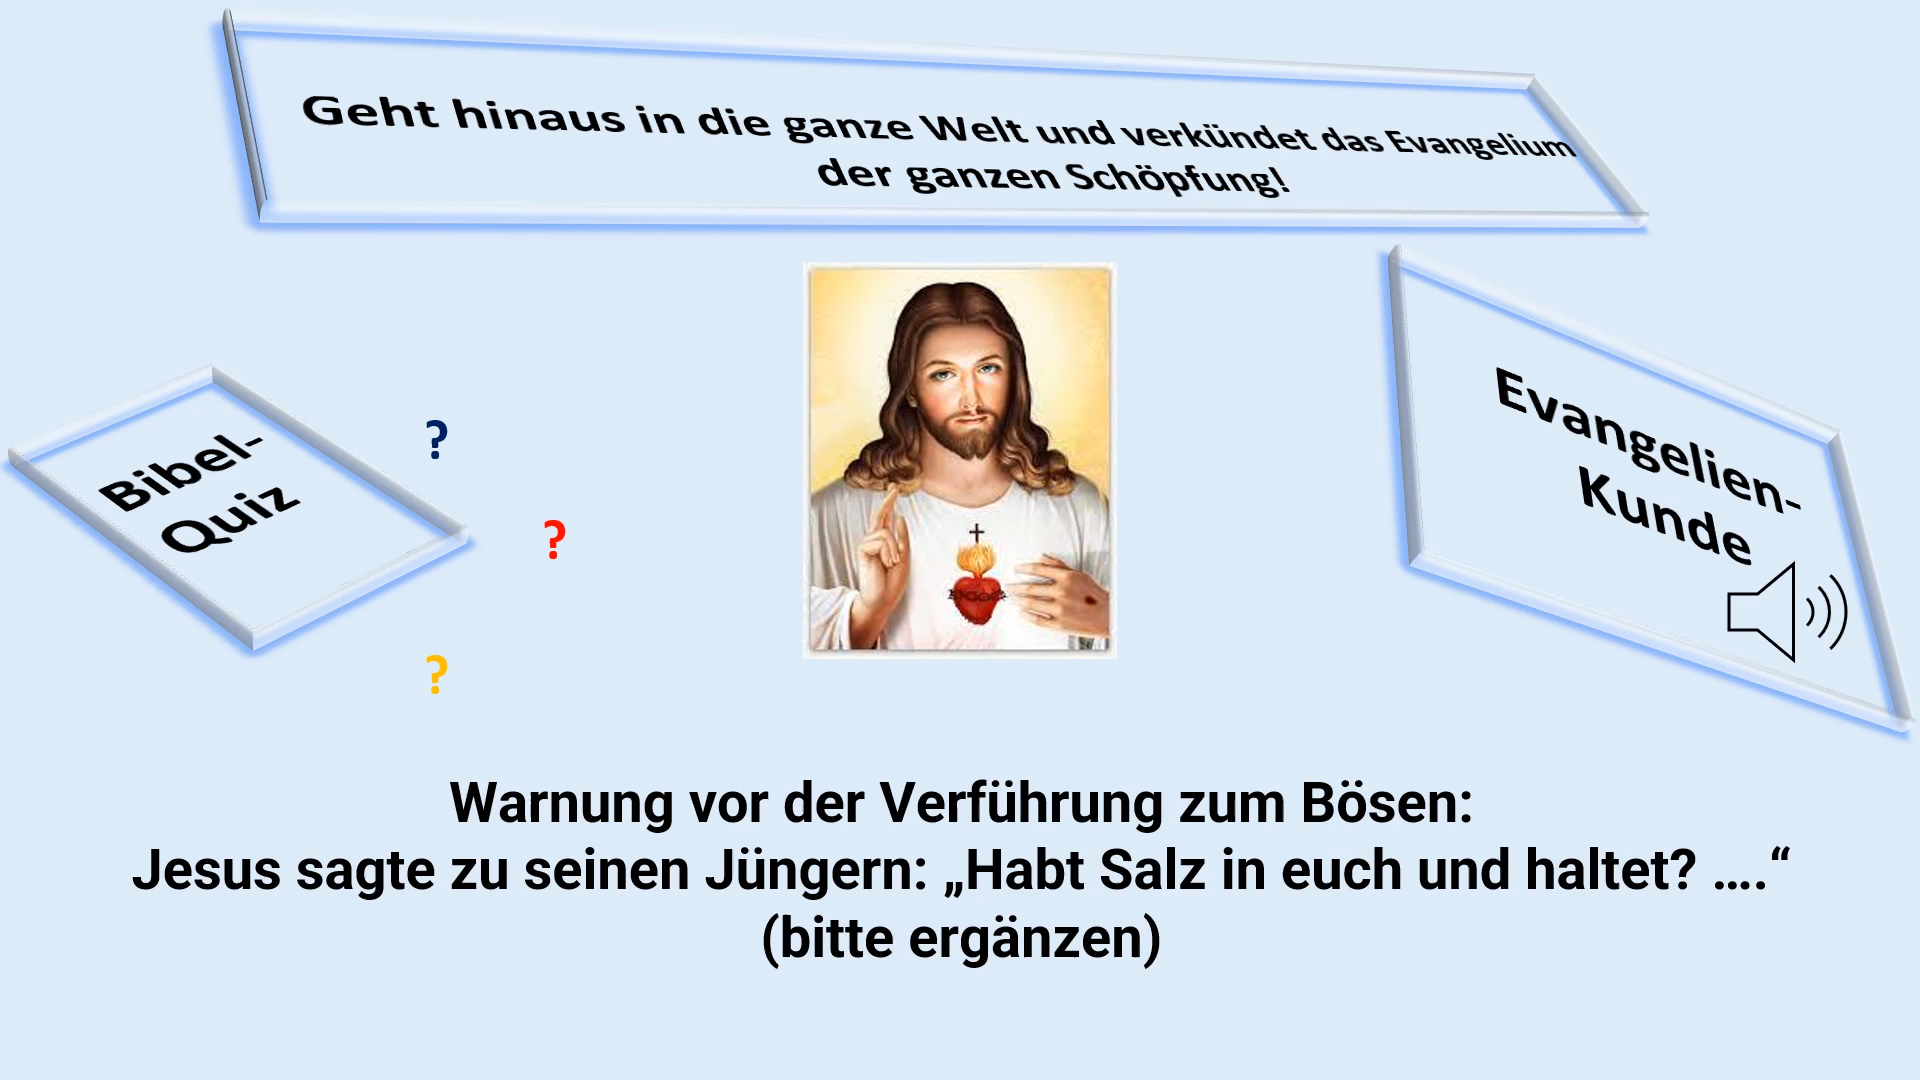 Geht hinaus in die ganze Welt und verkündet das Evangelium
der ganzen Schöpfung!
Bibel-
Quiz
?
?
?
Evangelien-
Kunde
Warnung vor der Verführung zum Bösen:
Jesus sagte zu seinen Jüngern: „Habt Salz in euch und haltet? ….“
(bitte ergänzen)